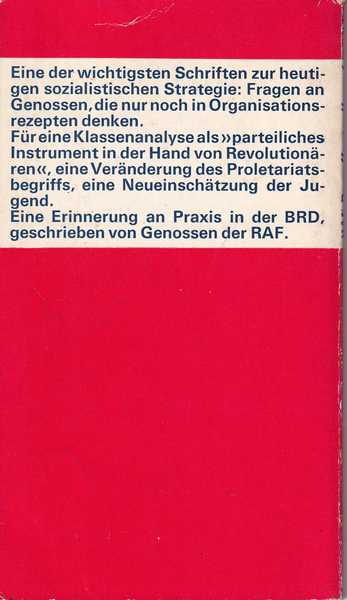 Eine der wichtigsten Schriften zur heuti-
gen sozialistischen Strategie: Fragen an
Genossen, die nur noch in Organisations-
rezepten denken.
Für eine Klassenanalyse als »parteiliches
Instrument in der Hand von Revolutionä-
ren«, eine Veränderung des Proletariats-
begriffs, eine Neueinschätzung der Ju-
gend.
Eine Erinnerung an Praxis in der BRD,
geschrieben von Genossen der RAF.